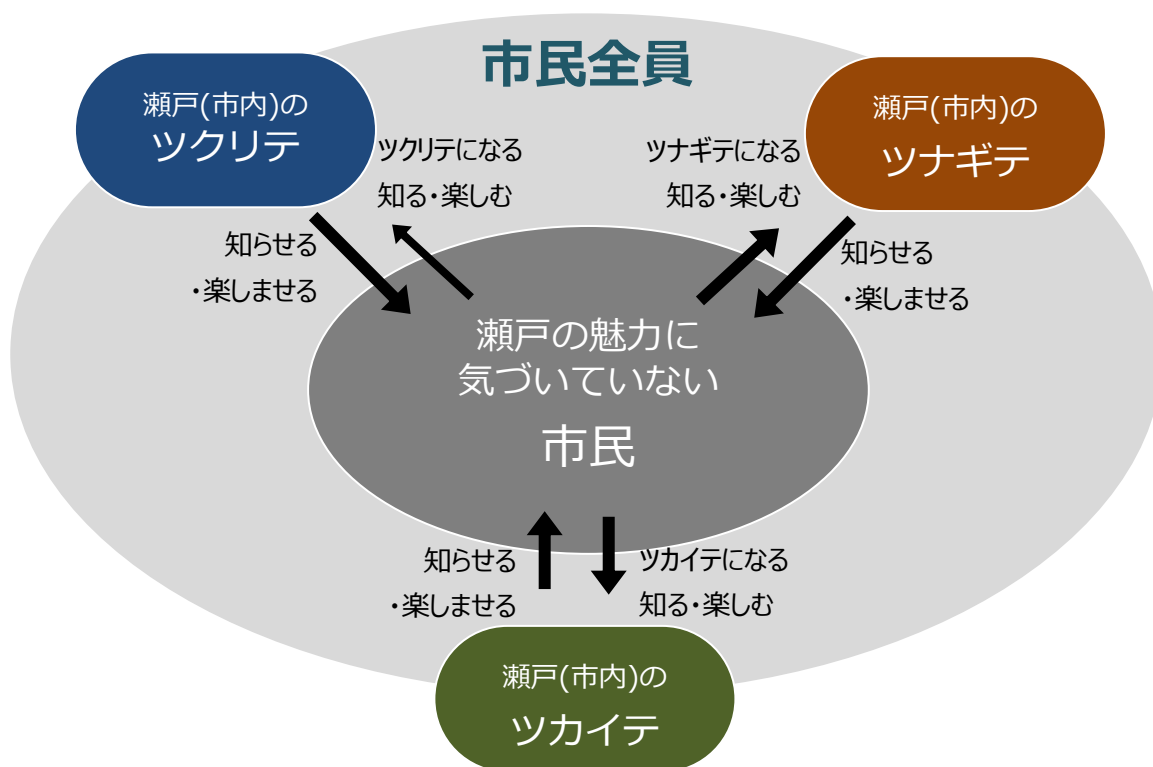 市民全員
瀬戸(市内)の
ツクリテ
ツクリテになる
知る・楽しむ
知らせる
・楽しませる
瀬戸(市内)の
ツナギテ
ツナギテになる
知る・楽しむ
知らせる
・楽しませる
瀬戸の魅力に
気づいていない
市民
知らせる
・楽しませる
ツカイテになる
知る・楽しむ
瀬戸(市内)の
ツカイテ